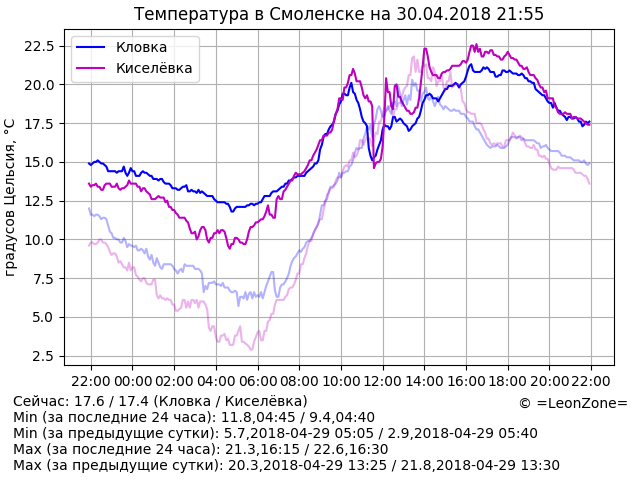 Температура в Смоленске на 30.04.2018 21:55
Кловка
Киселёвка
градусов Цельсия, °C
22.5
20.0
17.5
15.0
12.5
10.0
7.5
5.0
2.5
22:00 00:00 02:00 04:00 06:00 08:00 10:00 12:00 14:00 16:00 18:00 20:00 22:00
Сейчас: 17.6 / 17.4 (Кловка / Киселёвка)
© =LeonZone=
Min (за последние 24 часа): 11.8,04:45 / 9.4,04:40
Min (за предыдущие сутки): 5.7,2018-04-29 05:05 / 2.9,2018-04-29 05:40
Max (за последние 24 часа): 21.3,16:15 / 22.6,16:30
Max (за предыдущие сутки): 20.3,2018-04-29 13:25 / 21.8,2018-04-29 13:30